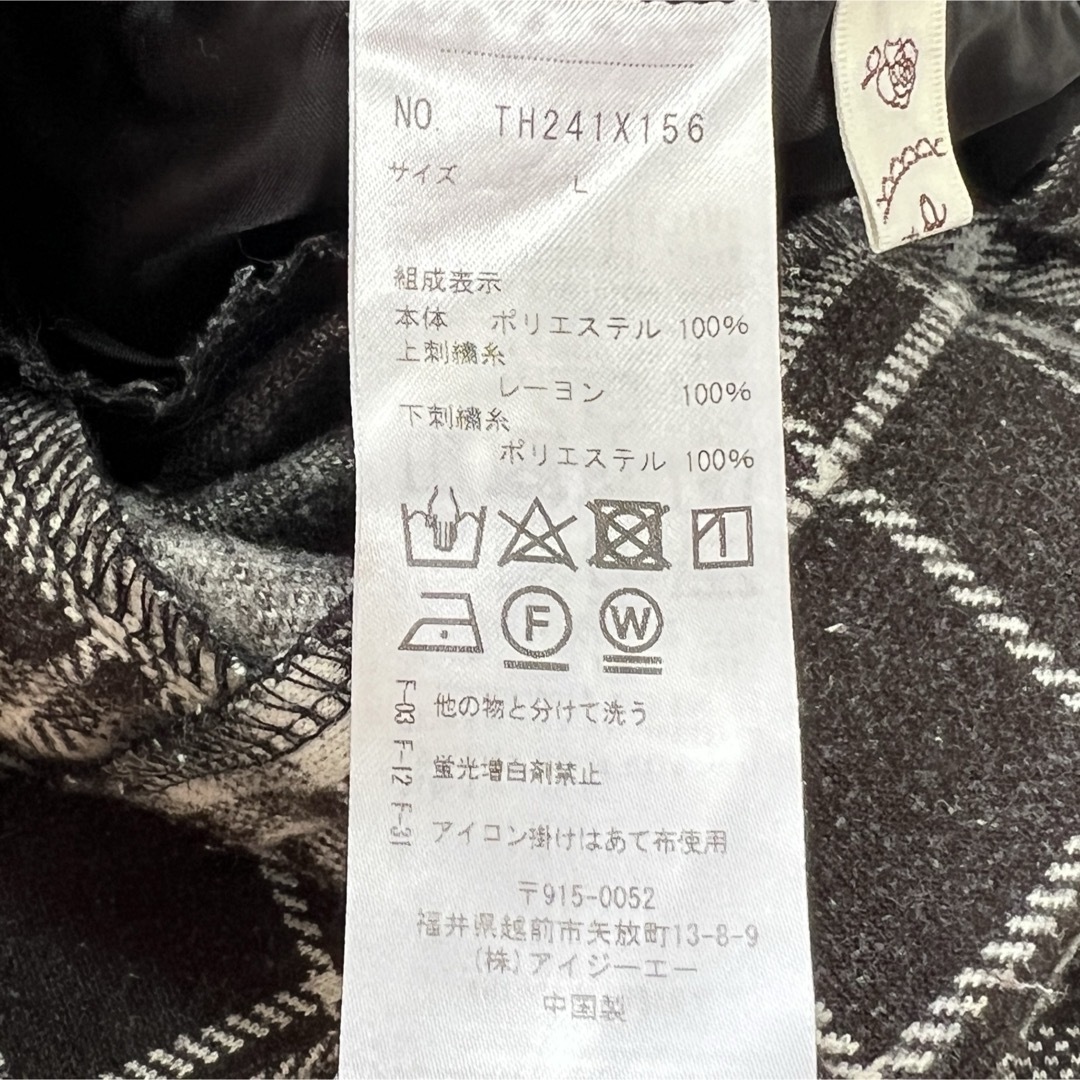 NO. TH241X156
サイズ L
組成表示
本体 ポリエステル 100%
上刺繍糸
レーヨン 100%
下刺繍糸
ポリエステル 100%
F
W
F-03 他の物と分けて洗う
F-12 蛍光増白剤禁止
F-31 アイコン掛けはあて布使用
〒915-0052
福井県越前市矢放町13-8-9
(株)アイジーエー
中国製